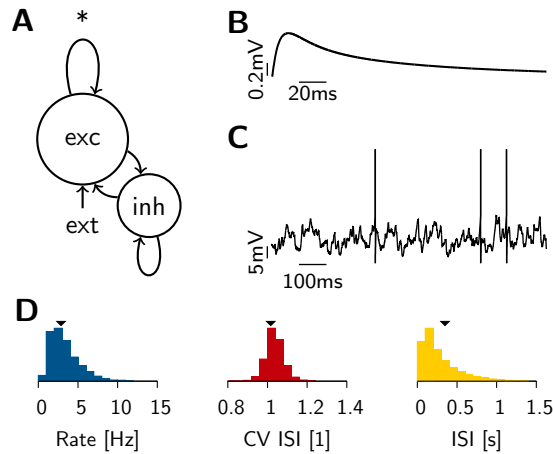 A
*
exc
inh
ext
B
0.2mV
20ms
C
5mV
100ms
D
0 5 10 15
Rate [Hz]
0.8 1 1.2 1.4
CV ISI [1]
0 0.5 1 1.5
ISI [s]